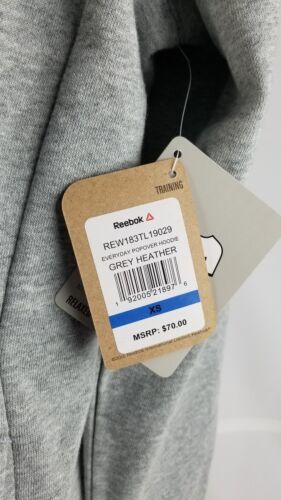 TRAINING
Reebok
REW183TL19029
EVERYDAY POPOVER HOODIE
GREY HEATHER
1 92005 21897 6
XS
MSRP: $70.00